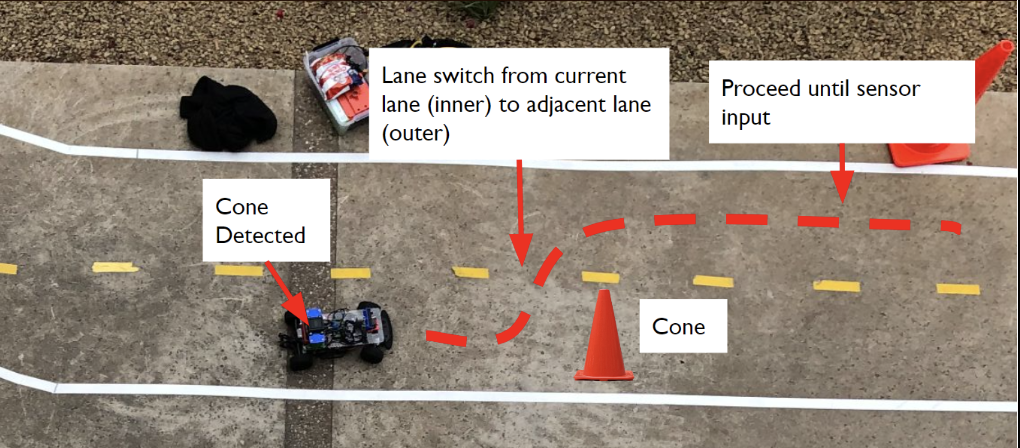 Lane switch from current
lane (inner) to adjacent lane
(outer)
Proceed until sensor
input
Cone
Detected
Cone